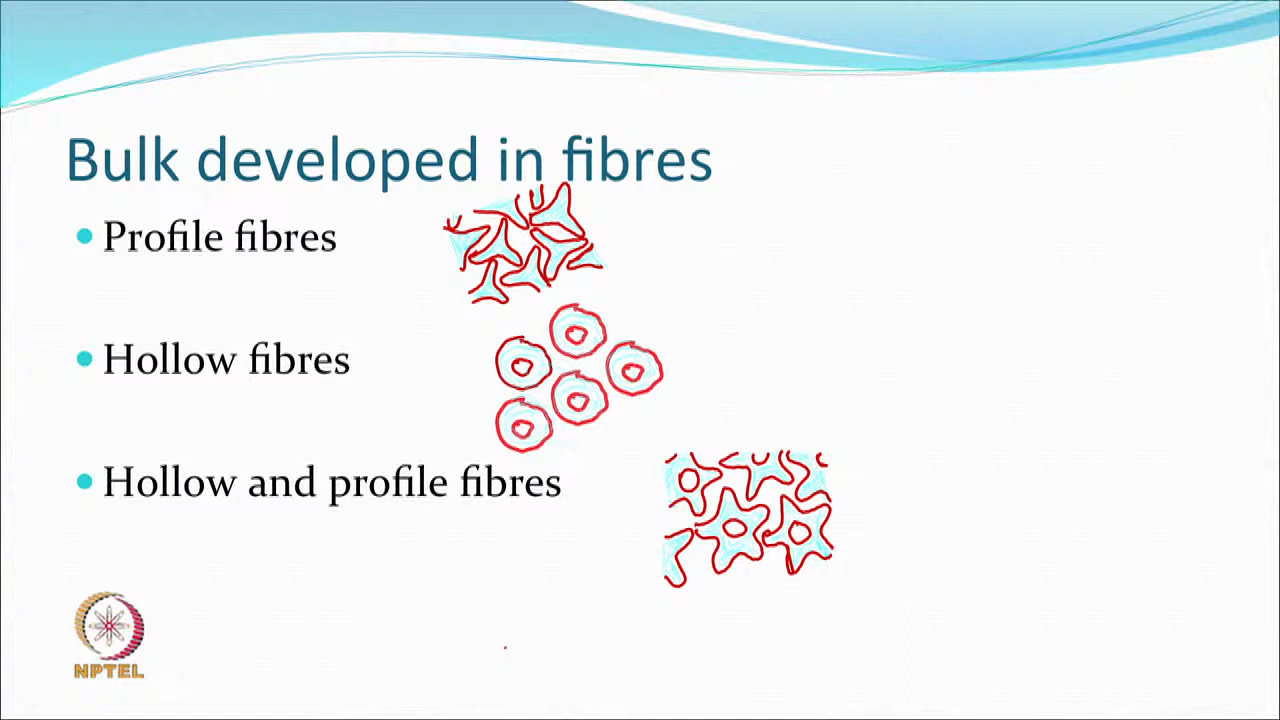 Bulk developed in fibres
Profile fibres
Hollow fibres
Hollow and profile fibres
NPTEL